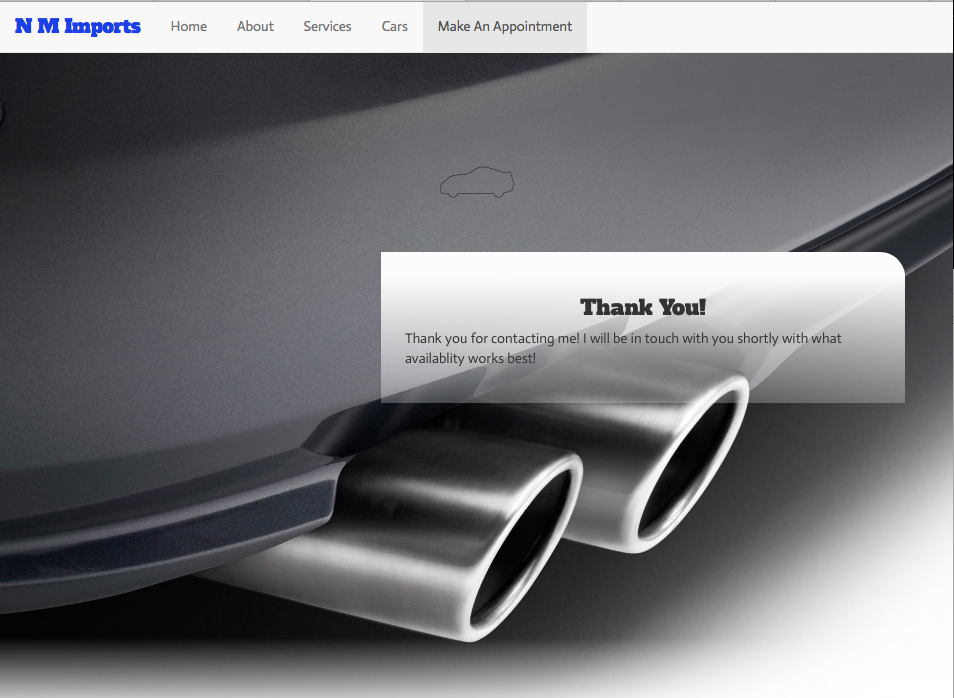 N M Imports Home About Services Cars Make An Appointment
Thank You!
Thank you for contacting me! I will be in touch with you shortly with what
availablity works best!